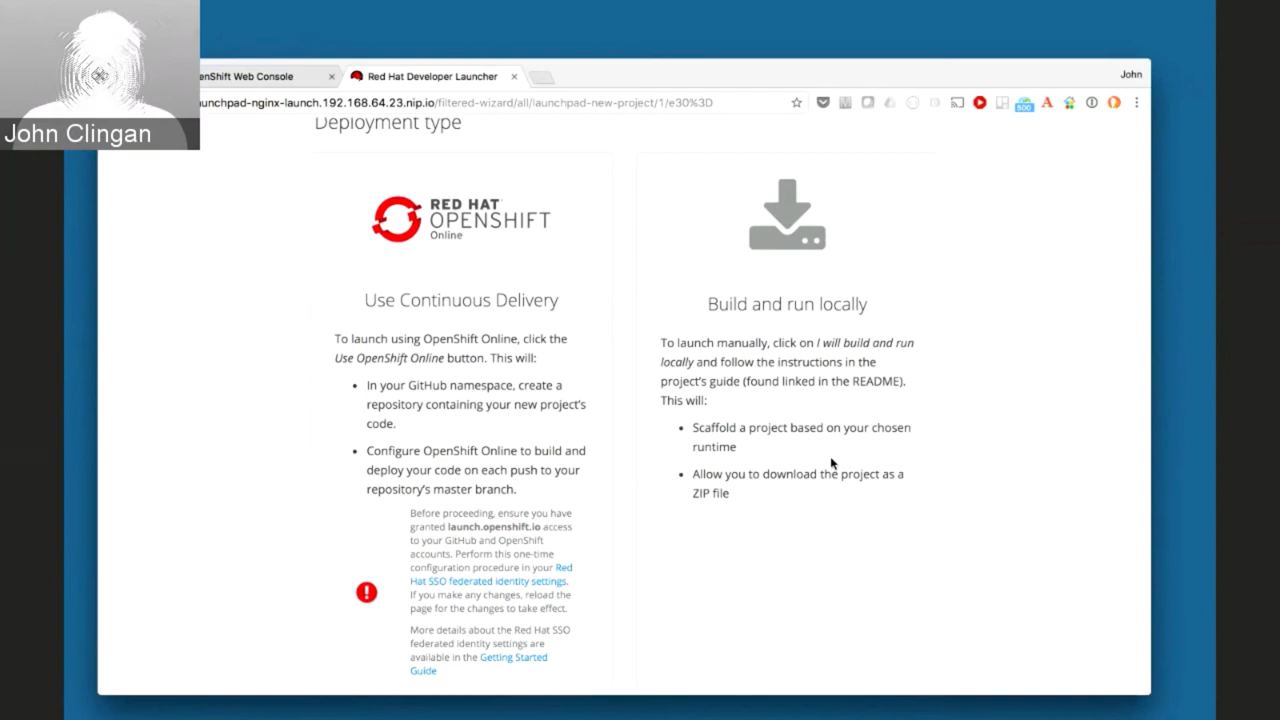 enShift Web Console
Red Hat Developer Launcher
John
unchpad-nginx-launch.192.168.64.23.nip.io/filtered-wizard/all/launchpad-new-project/1/e30%3D
500
A
John Clingan
Deployment type
RED HAT
OPENSHIFT
Online
Use Continuous Delivery
To launch using OpenShift Online, click the
Use OpenShift Online button. This will:
• In your GitHub namespace, create a
repository containing your new project's
code.
• Configure OpenShift Online to build and
deploy your code on each push to your
repository's master branch.
Before proceeding, ensure you have
granted launch.openshift.io access
to your GitHub and OpenShift
accounts. Perform this one-time
configuration procedure in your Red
Hat SSO federated identity settings.
If you make any changes, reload the
page for the changes to take effect.
More details about the Red Hat SSO
federated identity settings are
available in the Getting Started
Guide
Build and run locally
To launch manually, click on I will build and run
locally and follow the instructions in the
project's guide (found linked in the README).
This will:
• Scaffold a project based on your chosen
runtime
• Allow you to download the project as a
ZIP file